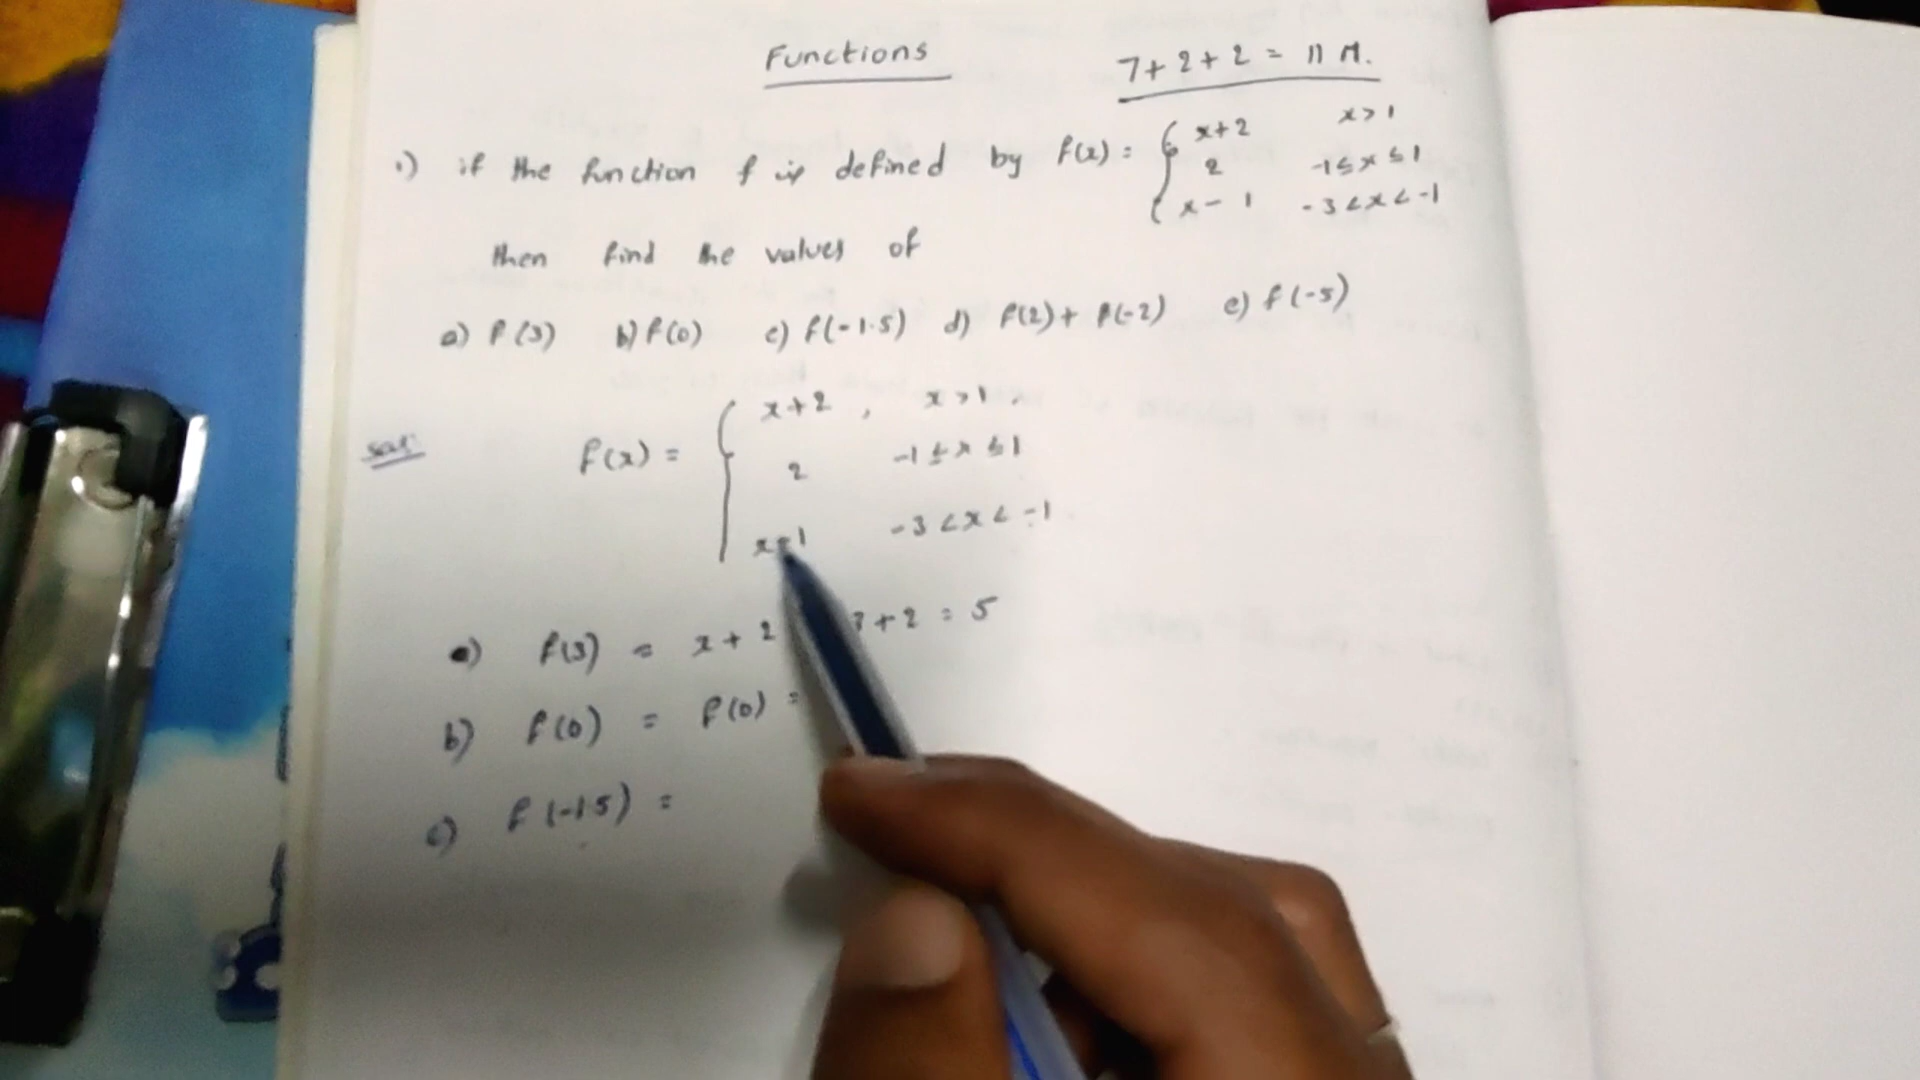 Functions 7+2+2 = 11 M.
1) if the function f is defined by f(x) = { x+2 x>1
2 -1≤x≤1
x-1 -3<x<-1
then find the values of
a) f(3) b) f(0) c) f(-1.5) d) f(2)+ f(-2) e) f(-5)
Sol: f(x) = { x+2 , x>1 .
2 -1≤x≤1
x-1 -3<x<-1
a) f(3) = x+2 3+2 = 5
b) f(0) = f(0) =
c) f(-1.5) =